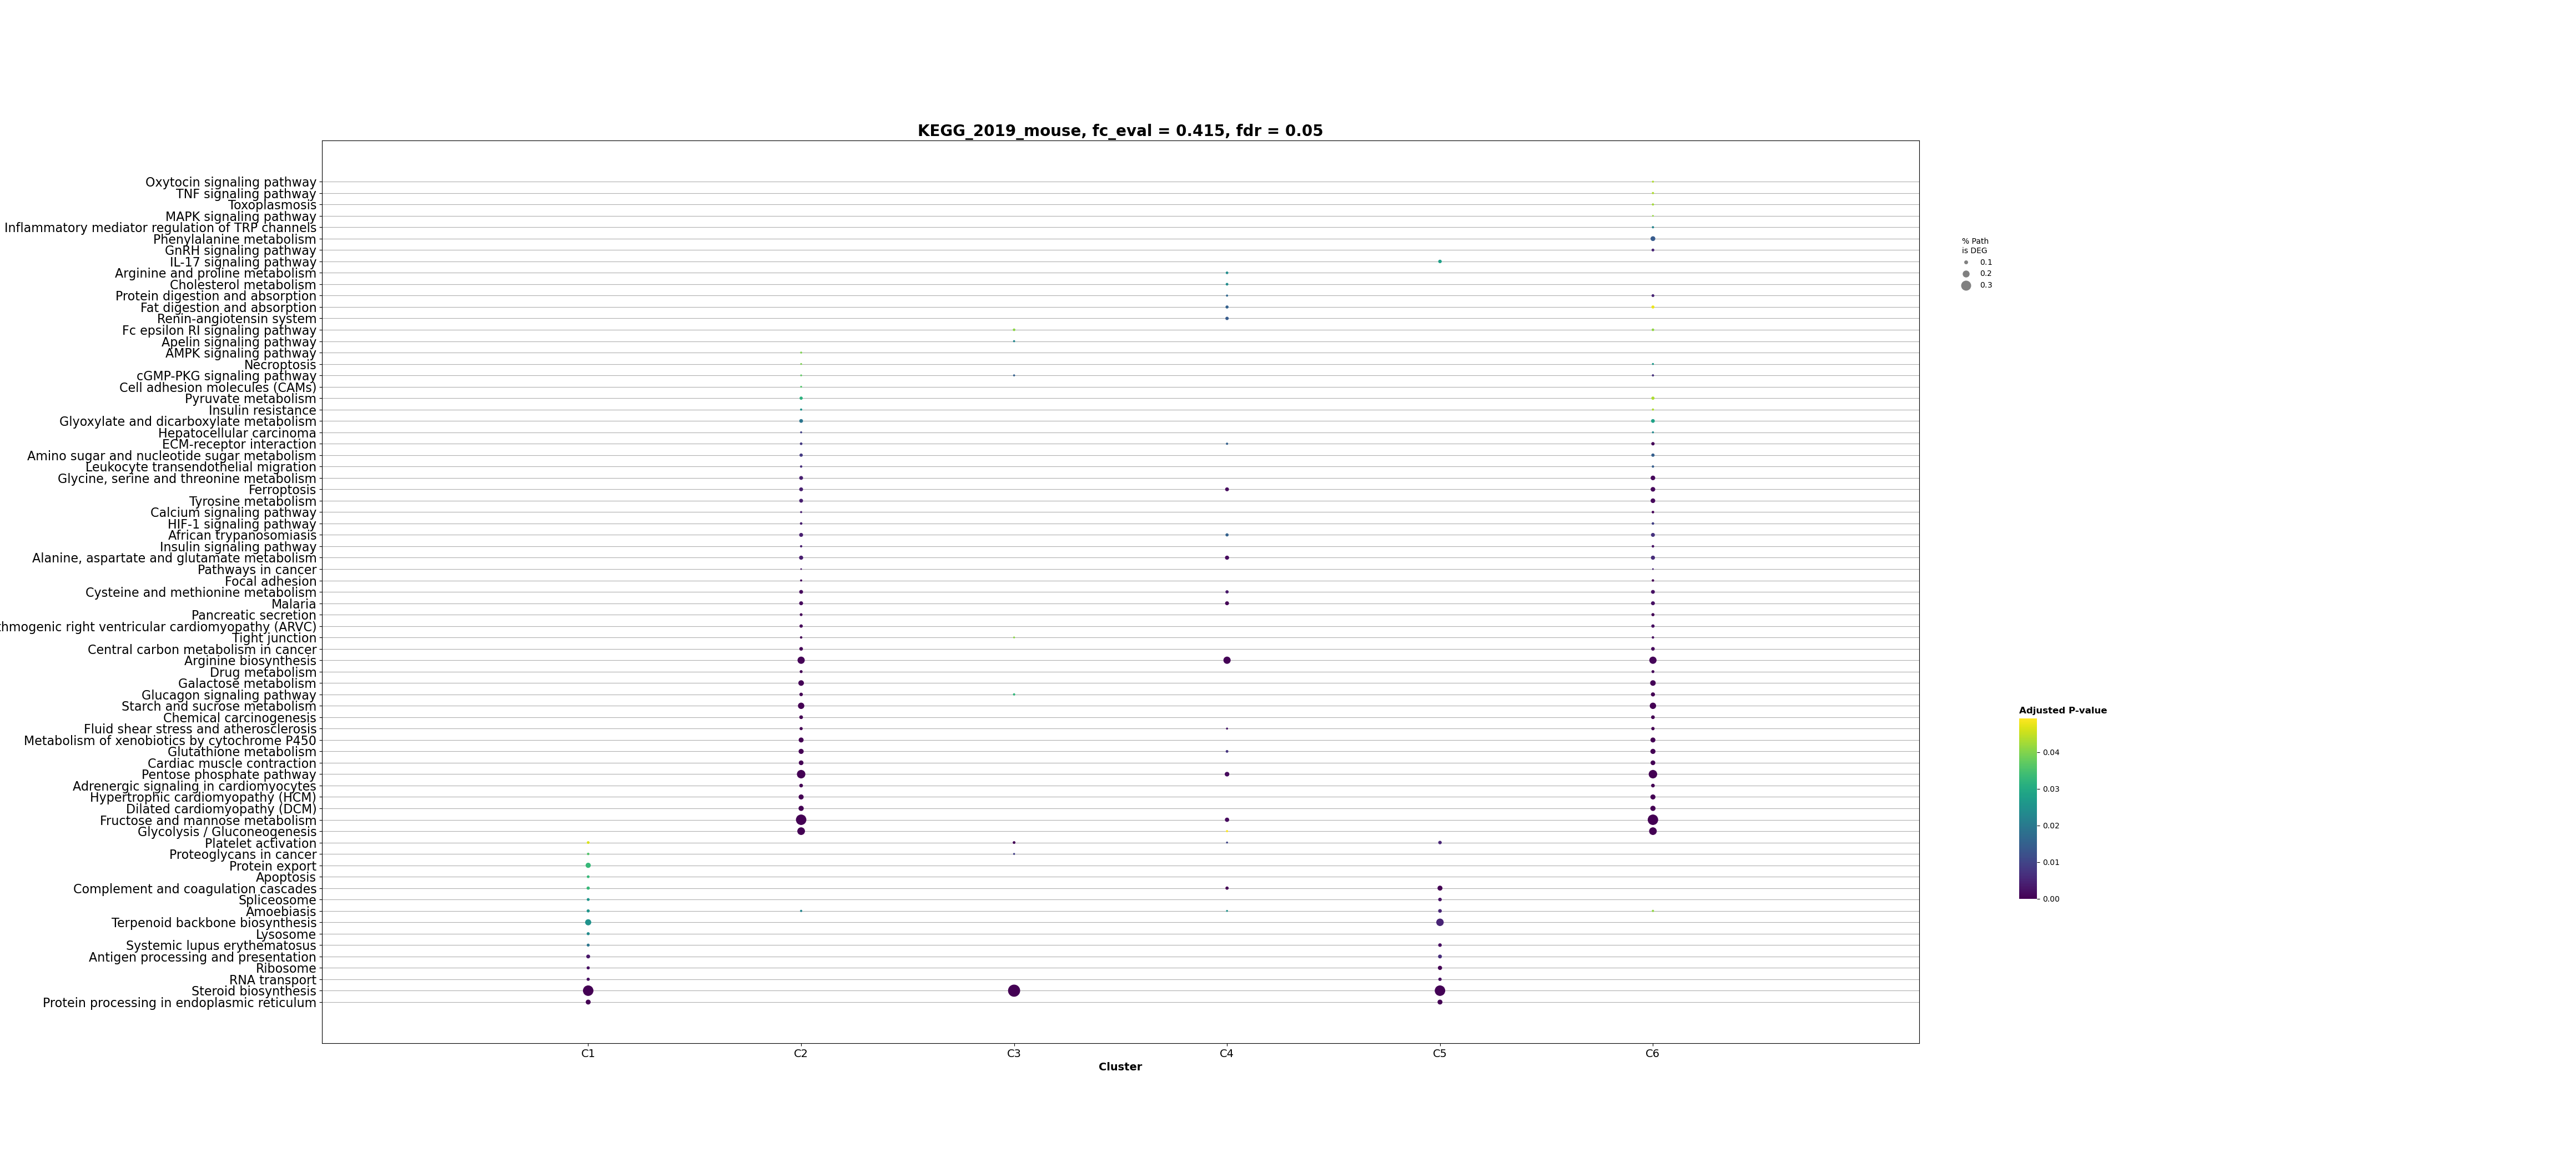 KEGG_2019_mouse, fc_eval = 0.415, fdr = 0.05
Oxytocin signaling pathway
TNF signaling pathway
Toxoplasmosis
MAPK signaling pathway
Inflammatory mediator regulation of TRP channels
Phenylalanine metabolism
GnRH signaling pathway
IL-17 signaling pathway
Arginine and proline metabolism
Cholesterol metabolism
Protein digestion and absorption
Fat digestion and absorption
Renin-angiotensin system
Fc epsilon RI signaling pathway
Apelin signaling pathway
AMPK signaling pathway
Necroptosis
cGMP-PKG signaling pathway
Cell adhesion molecules (CAMs)
Pyruvate metabolism
Insulin resistance
Glyoxylate and dicarboxylate metabolism
Hepatocellular carcinoma
ECM-receptor interaction
Amino sugar and nucleotide sugar metabolism
Leukocyte transendothelial migration
Glycine, serine and threonine metabolism
Ferroptosis
Tyrosine metabolism
Calcium signaling pathway
HIF-1 signaling pathway
African trypanosomiasis
Insulin signaling pathway
Alanine, aspartate and glutamate metabolism
Pathways in cancer
Focal adhesion
Cysteine and methionine metabolism
Malaria
Pancreatic secretion
hmogenic right ventricular cardiomyopathy (ARVC)
Tight junction
Central carbon metabolism in cancer
Arginine biosynthesis
Drug metabolism
Galactose metabolism
Glucagon signaling pathway
Starch and sucrose metabolism
Chemical carcinogenesis
Fluid shear stress and atherosclerosis
Metabolism of xenobiotics by cytochrome P450
Glutathione metabolism
Cardiac muscle contraction
Pentose phosphate pathway
Adrenergic signaling in cardiomyocytes
Hypertrophic cardiomyopathy (HCM)
Dilated cardiomyopathy (DCM)
Fructose and mannose metabolism
Glycolysis / Gluconeogenesis
Platelet activation
Proteoglycans in cancer
Protein export
Apoptosis
Complement and coagulation cascades
Spliceosome
Amoebiasis
Terpenoid backbone biosynthesis
Lysosome
Systemic lupus erythematosus
Antigen processing and presentation
Ribosome
RNA transport
Steroid biosynthesis
Protein processing in endoplasmic reticulum
C1 C2 C3 C4 C5 C6
Cluster
% Path
is DEG
0.1
0.2
0.3
Adjusted P-value
0.04
0.03
0.02
0.01
0.00